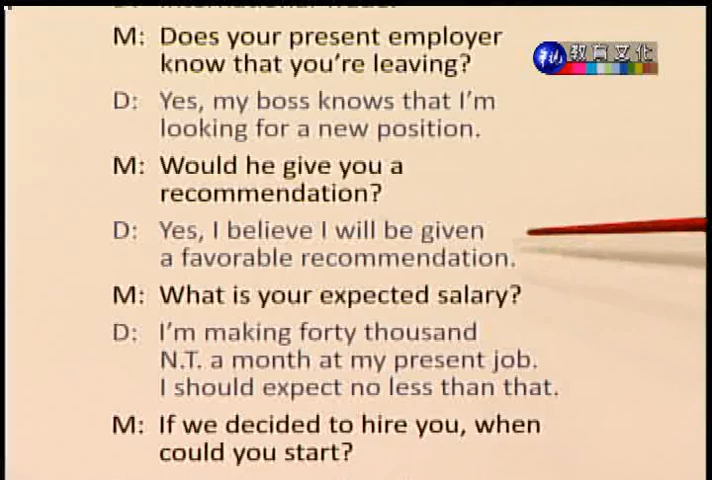 D: International Trade.
M: Does your present employer
know that you're leaving?
D: Yes, my boss knows that I'm
looking for a new position.
M: Would he give you a
recommendation?
D: Yes, I believe I will be given
a favorable recommendation.
M: What is your expected salary?
D: I'm making forty thousand
N.T. a month at my present job.
I should expect no less than that.
M: If we decided to hire you, when
could you start?
教育文化